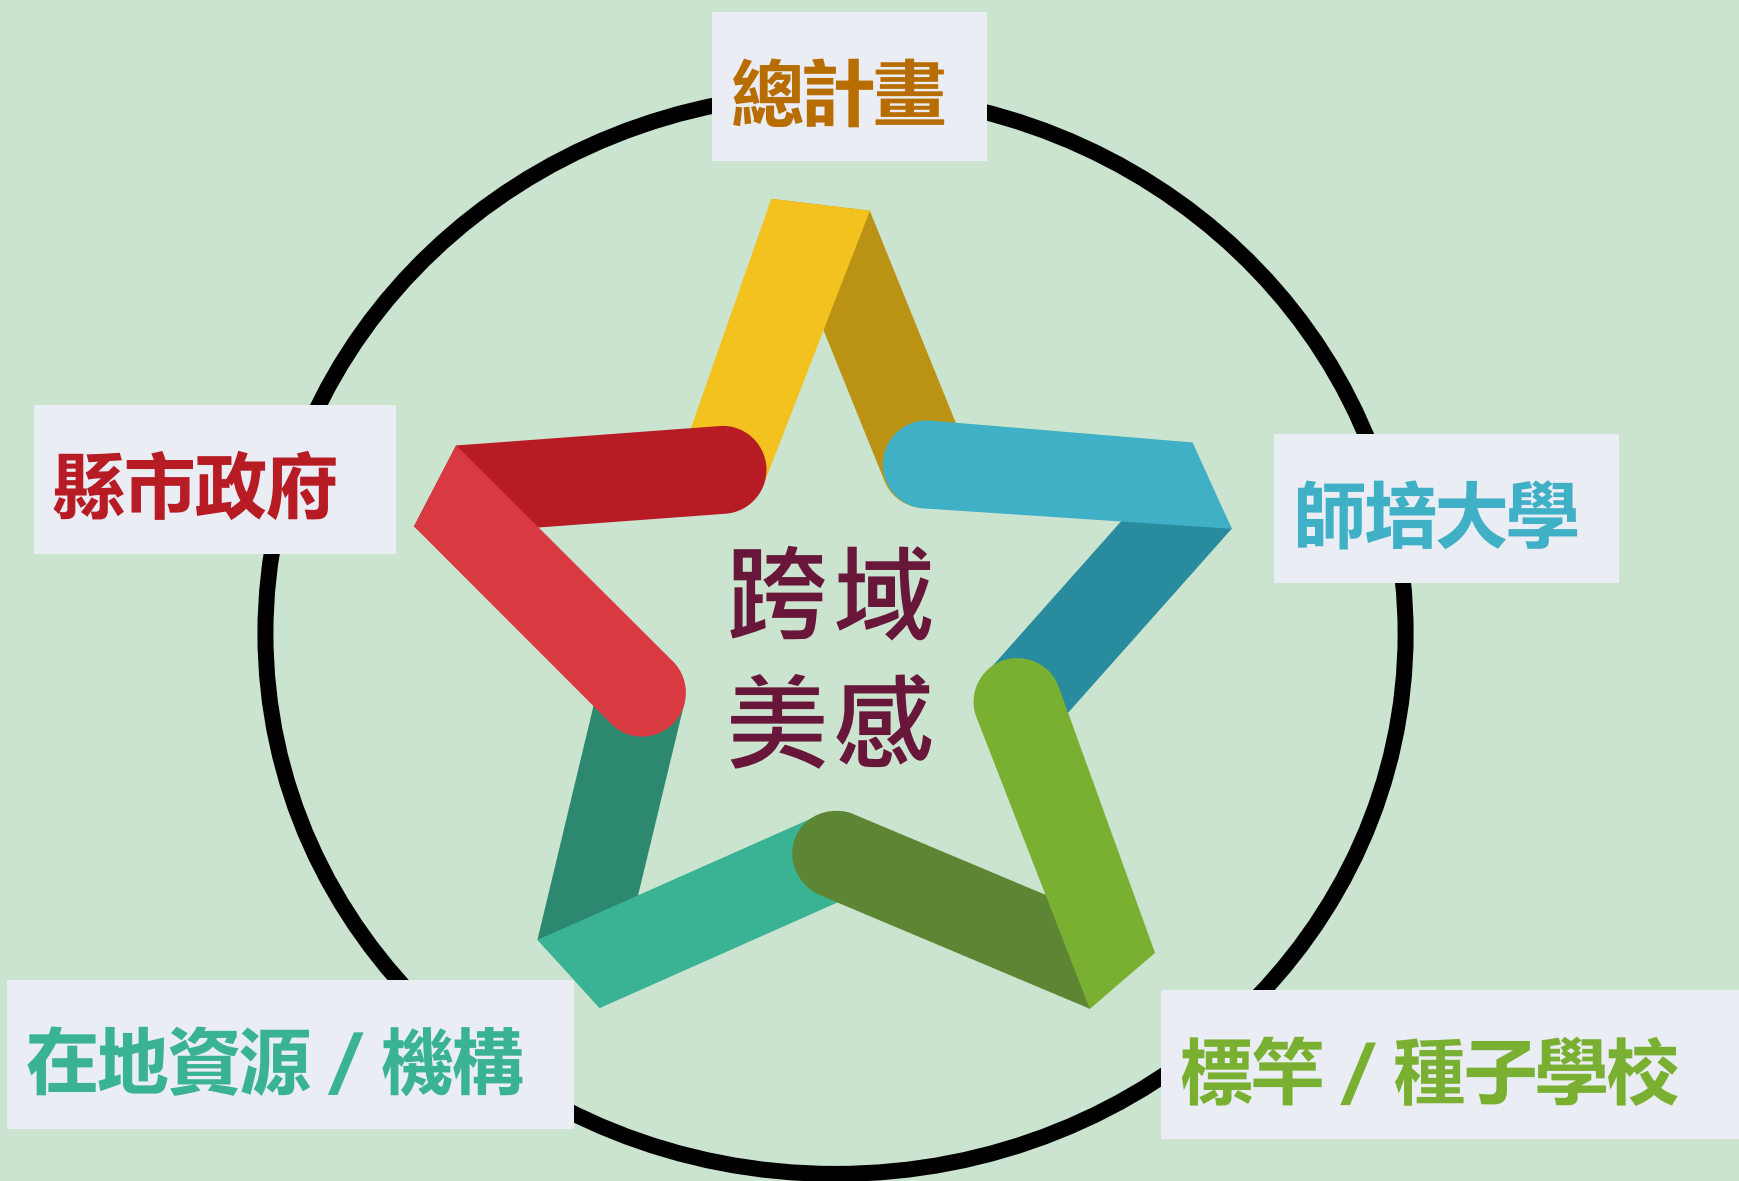 總計畫
縣市政府
師培大學
跨域
美感
在地資源 / 機構
標竿 / 種子學校